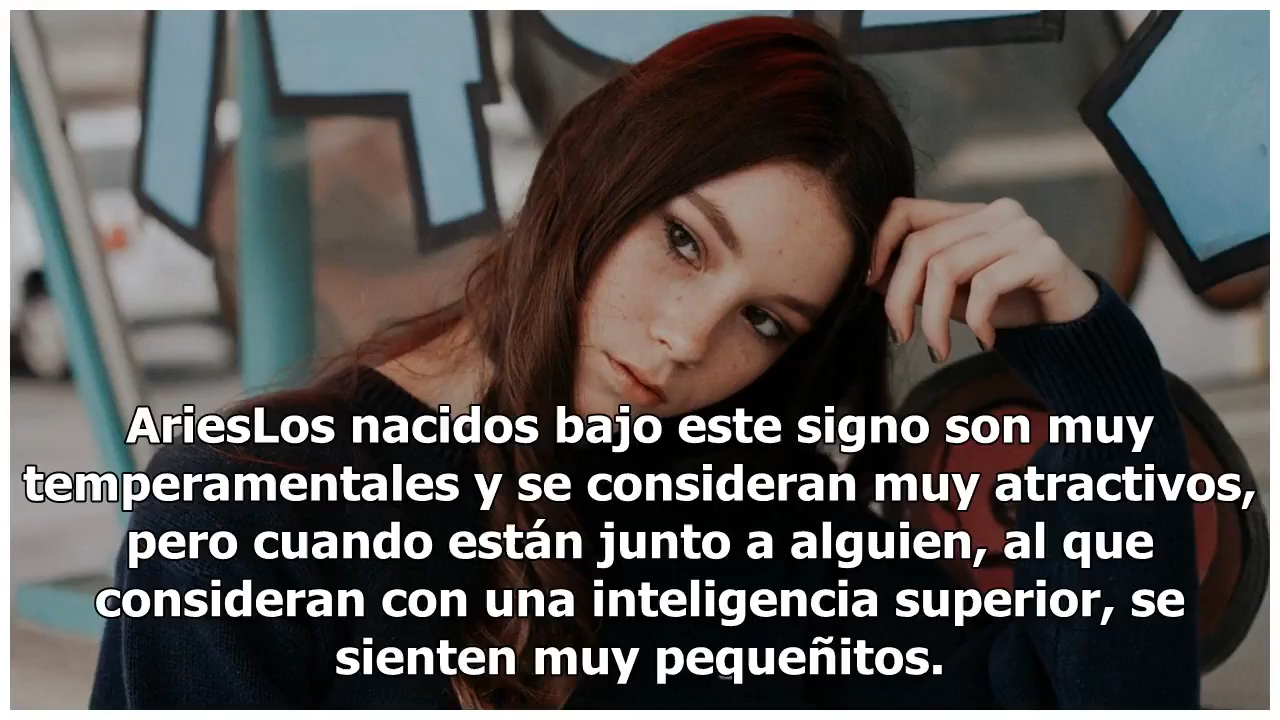 AriesLos nacidos bajo este signo son muy
temperamentales y se consideran muy atractivos,
pero cuando están junto a alguien, al que
consideran con una inteligencia superior, se
sienten muy pequeñitos.